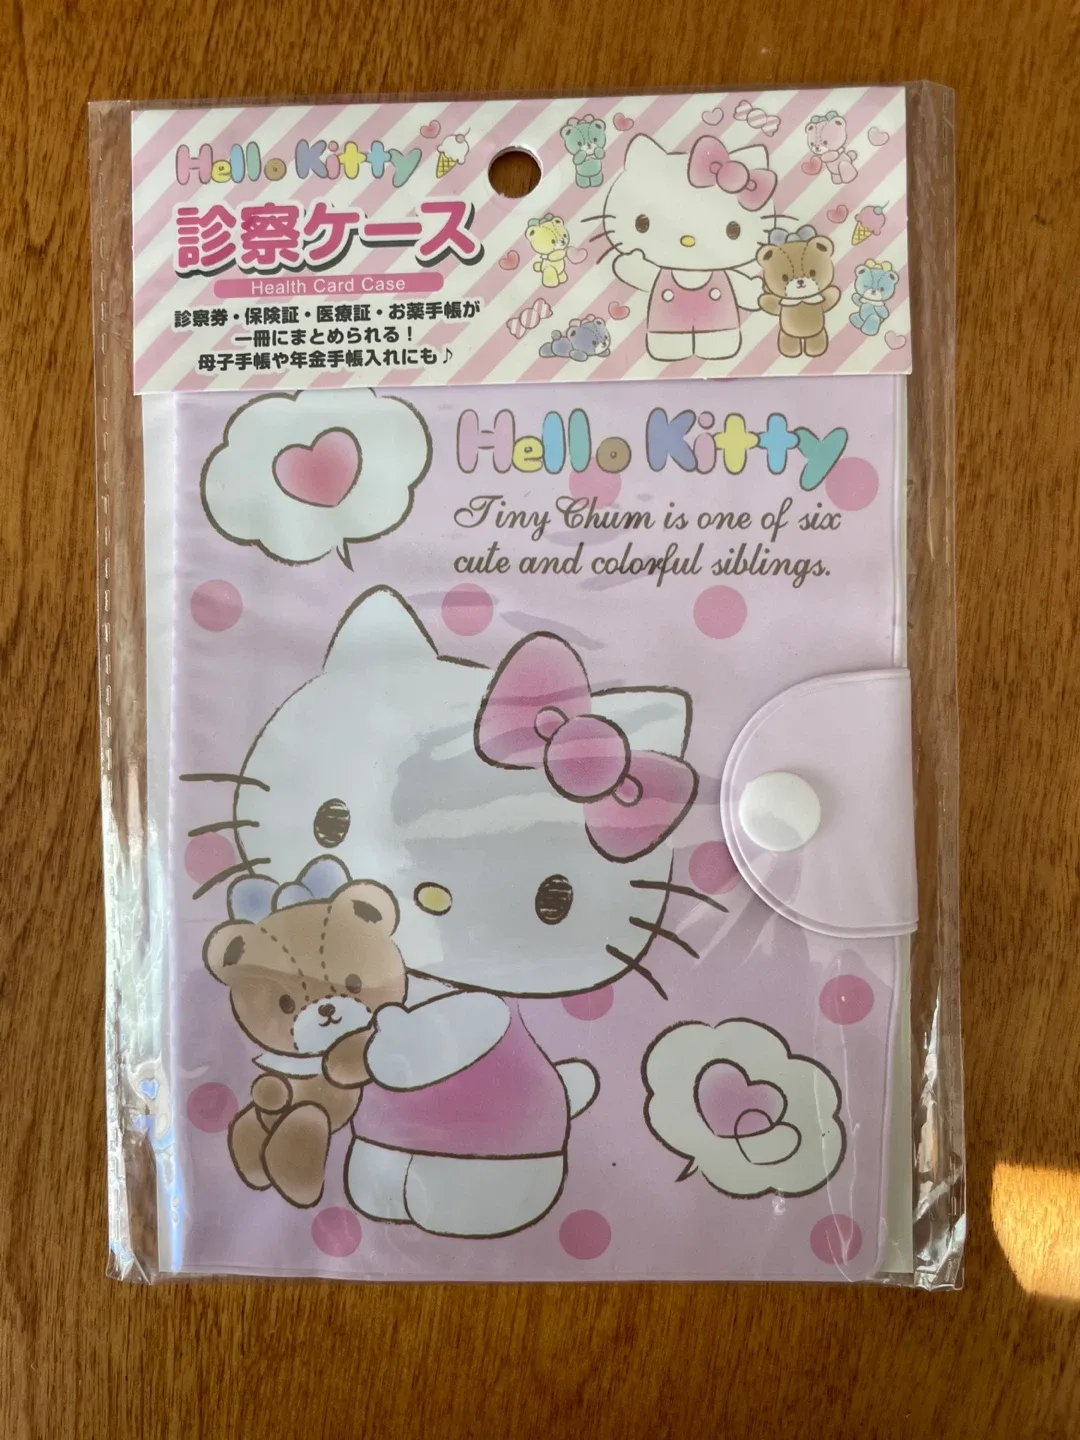 Hello Kitty
診察ケース
Health Card Case
診察券・保険証・医療証・お薬手帳が
一冊にまとめられる！
母子手帳や年金手帳入れにも♪
Hello Kitty
Tiny Chum is one of six
cute and colorful siblings.